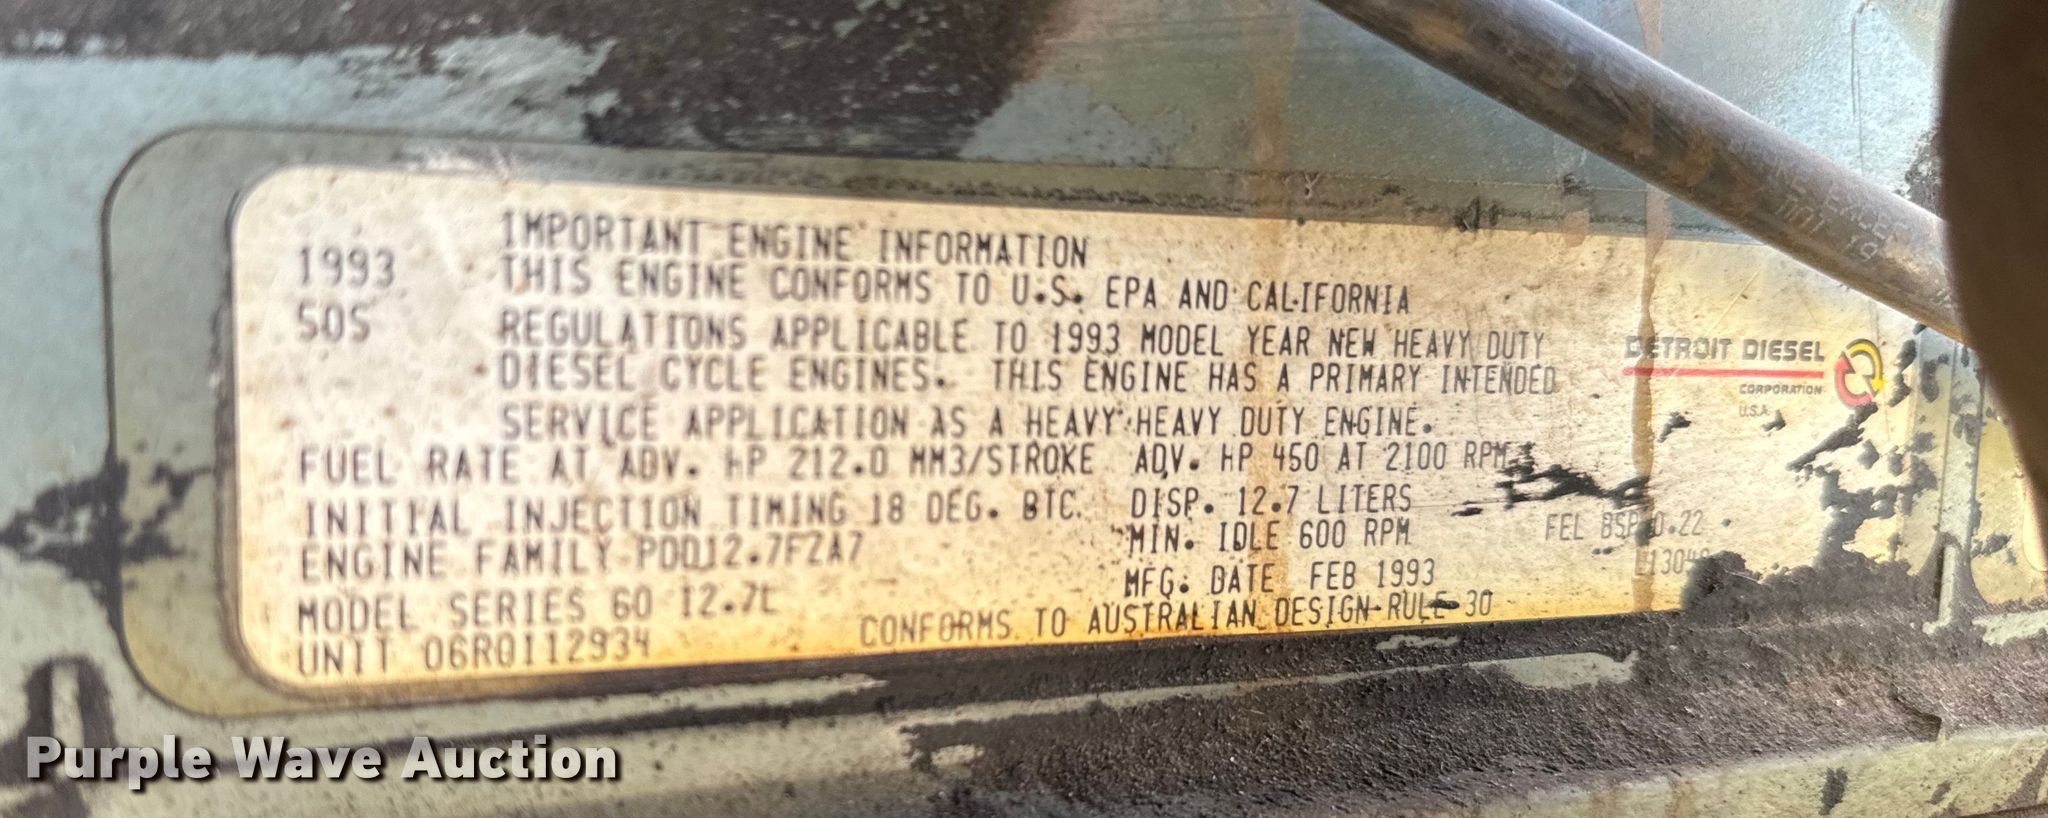 1993
50S
IMPORTANT ENGINE INFORMATION
THIS ENGINE CONFORMS TO U.S. EPA AND CALIFORNIA
REGULATIONS APPLICABLE TO 1993 MODEL YEAR NEW HEAVY DUTY
DIESEL CYCLE ENGINES. THIS ENGINE HAS A PRIMARY INTENDED
SERVICE APPLICATION AS A HEAVY HEAVY DUTY ENGINE.
FUEL RATE AT ADV. HP 212.0 MM3/STROKE ADV. HP 450 AT 2100 RPM
INITIAL INJECTION TIMING 18 DEG. BTC. DISP. 12.7 LITERS
ENGINE FAMILY PDD12.7FZA7 MIN. IDLE 600 RPM
MODEL SERIES 60 12.7L MFG. DATE FEB 1993
UNIT 06R0112934 CONFORMS TO AUSTRALIAN DESIGN RULE 30
FEL 0.22
DETROIT DIESEL
CORPORATION
U.S.A.
Purple Wave Auction